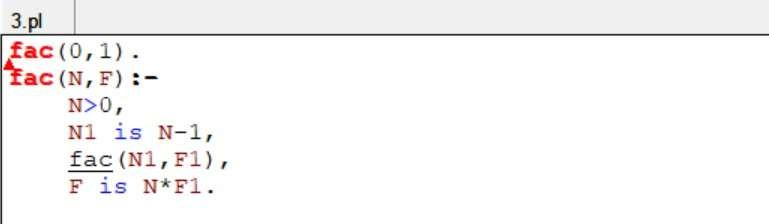 3.pl
fac(0,1).
fac(N,F):-
    N>0,
    N1 is N-1,
    fac(N1,F1),
    F is N*F1.